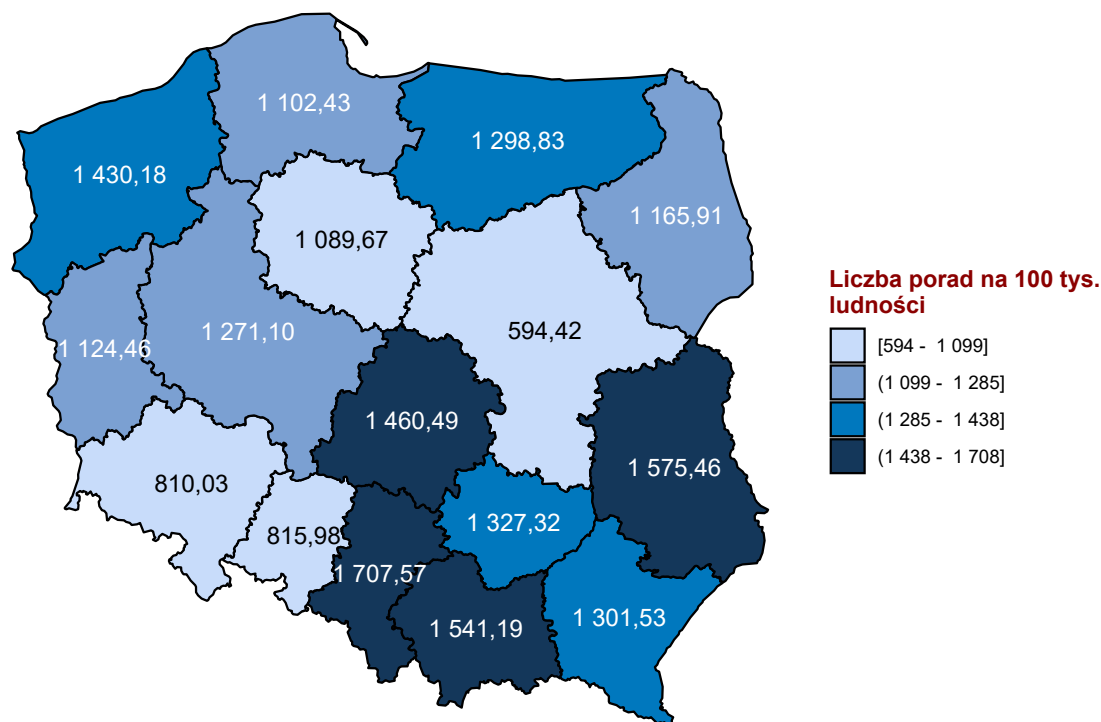 1 102,43
1 298,83
1 430,18
1 165,91
1 089,67
594,42
1 271,10
1 124,46
1 460,49
1 575,46
810,03
1 327,32
815,98
1 707,57
1 301,53
1 541,19
Liczba porad na 100 tys.
ludności
[594 - 1 099]
(1 099 - 1 285]
(1 285 - 1 438]
(1 438 - 1 708]